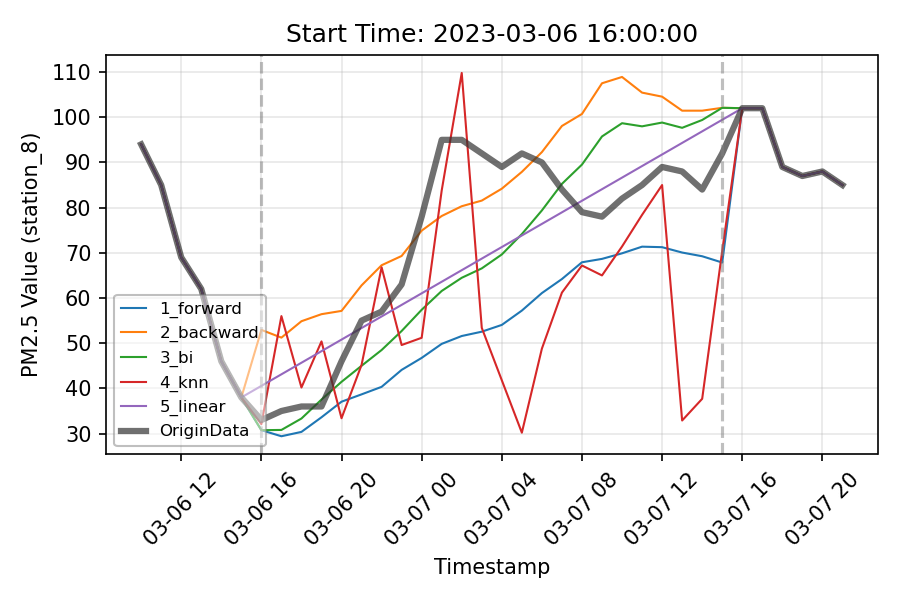 Start Time: 2023-03-06 16:00:00
PM2.5 Value (station_8)
110
100
90
80
70
60
50
40
30
1_forward
2_backward
3_bi
4_knn
5_linear
OriginData
03-06 12
03-06 16
03-06 20
03-07 00
03-07 04
03-07 08
03-07 12
03-07 16
03-07 20
Timestamp